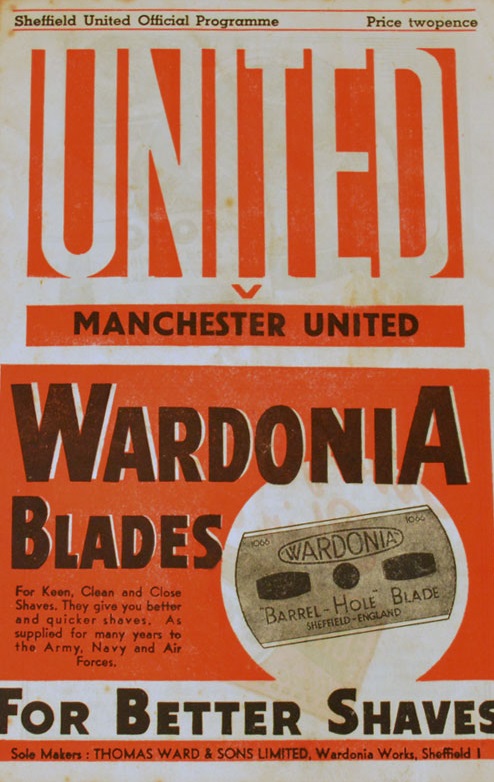 Sheffield United Official Programme Price twopence
UNITED
v
MANCHESTER UNITED
WARDONIA
BLADES
For Keen, Clean and Close
Shaves. They give you better
and quicker shaves. As
supplied for many years to
the Army, Navy and Air
Forces.
1066 1066
WARDONIA
"BARREL-HOLE" BLADE
SHEFFIELD-ENGLAND
FOR BETTER SHAVES
Sole Makers : THOMAS WARD & SONS LIMITED, Wardonia Works, Sheffield 1